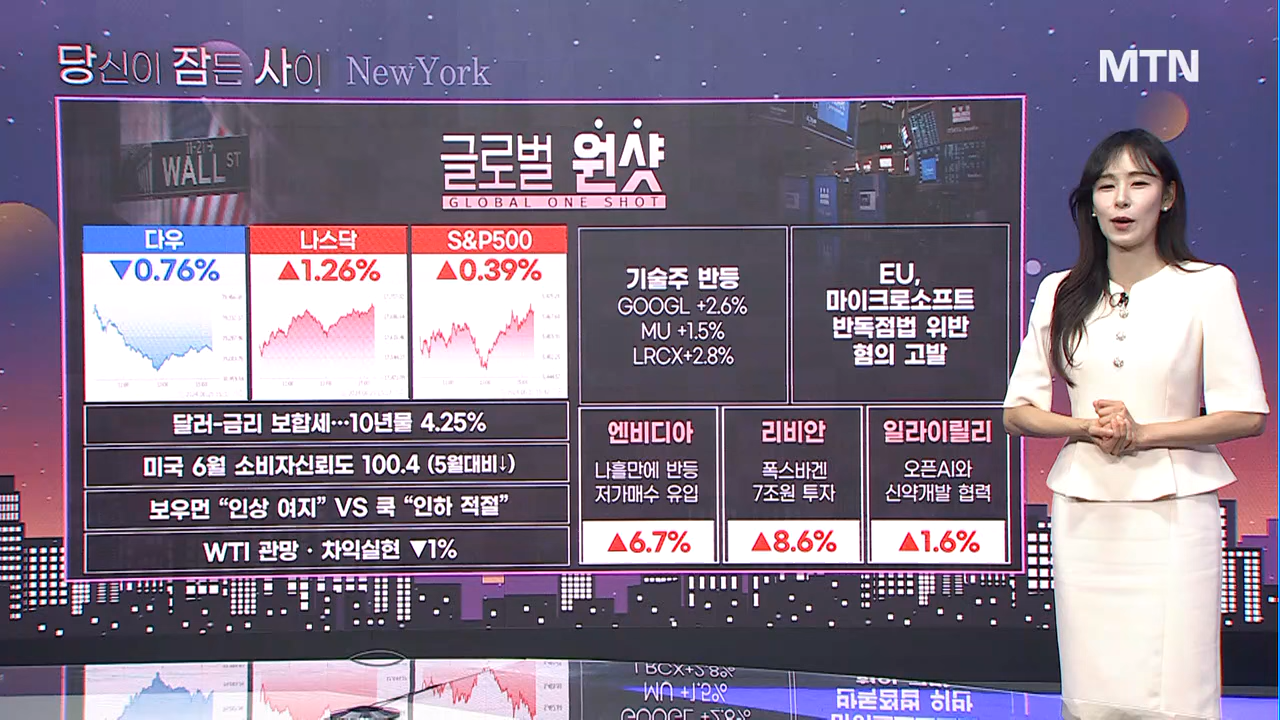 당신이 잠든 사이 NewYork
MTN
WALL ST
글로벌 원샷
GLOBAL ONE SHOT
다우
▼0.76%
나스닥
▲1.26%
S&P500
▲0.39%
기술주 반등
GOOGL +2.6%
MU +1.5%
LRCX+2.8%
EU,
마이크로소프트
반독점법 위반
혐의 고발
달러-금리 보합세…10년물 4.25%
미국 6월 소비자신뢰도 100.4 (5월대비↓)
보우먼 “인상 여지” VS 쿡 “인하 적절”
WTI 관망·차익실현 ▼1%
엔비디아
나흘만에 반등
저가매수 유입
▲6.7%
리비안
폭스바겐
7조원 투자
▲8.6%
일라이릴리
오픈AI와
신약개발 협력
▲1.6%